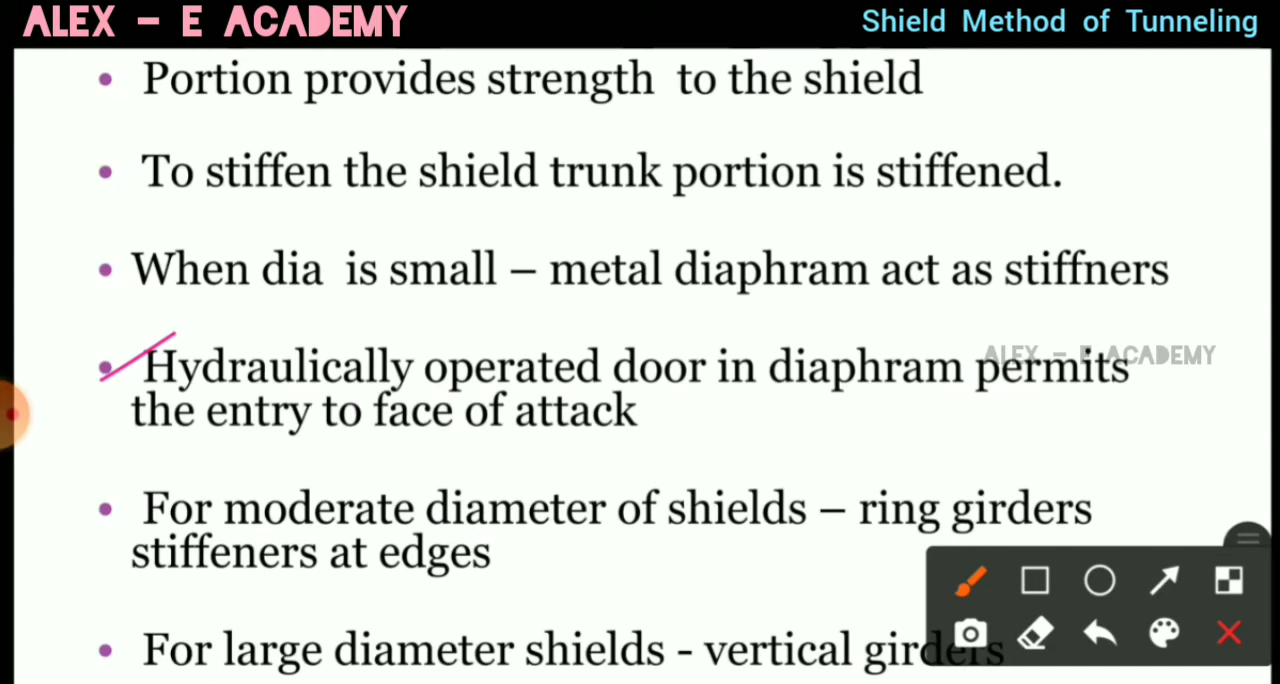 ALEX – E ACADEMY
Shield Method of Tunneling
• Portion provides strength to the shield
• To stiffen the shield trunk portion is stiffened.
• When dia is small – metal diaphram act as stiffners
• Hydraulically operated door in diaphram permits
the entry to face of attack
ALEX – E ACADEMY
• For moderate diameter of shields – ring girders
stiffeners at edges
• For large diameter shields - vertical girders